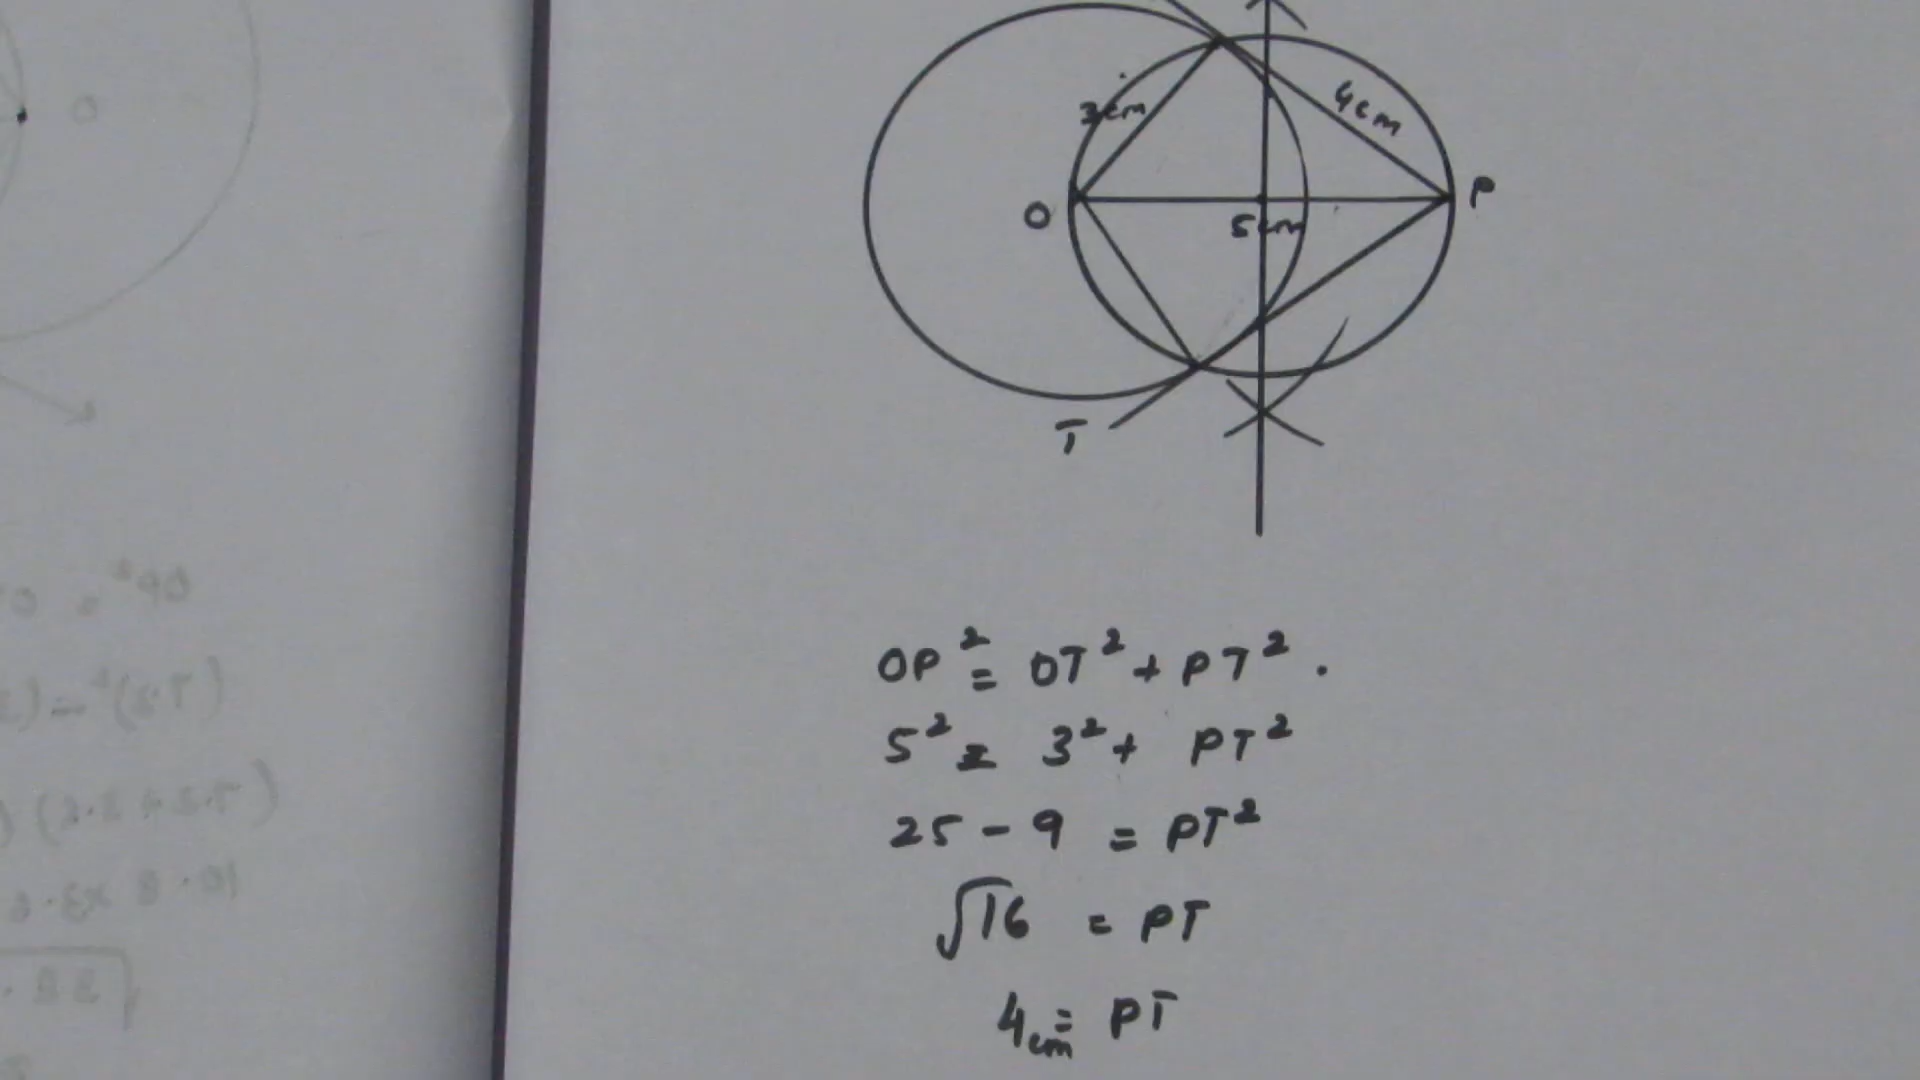 3cm
4cm
O
5cm
P
T
OP² = OT² + PT².
5² = 3² + PT²
25 - 9 = PT²
√16 = PT
4cm = PT